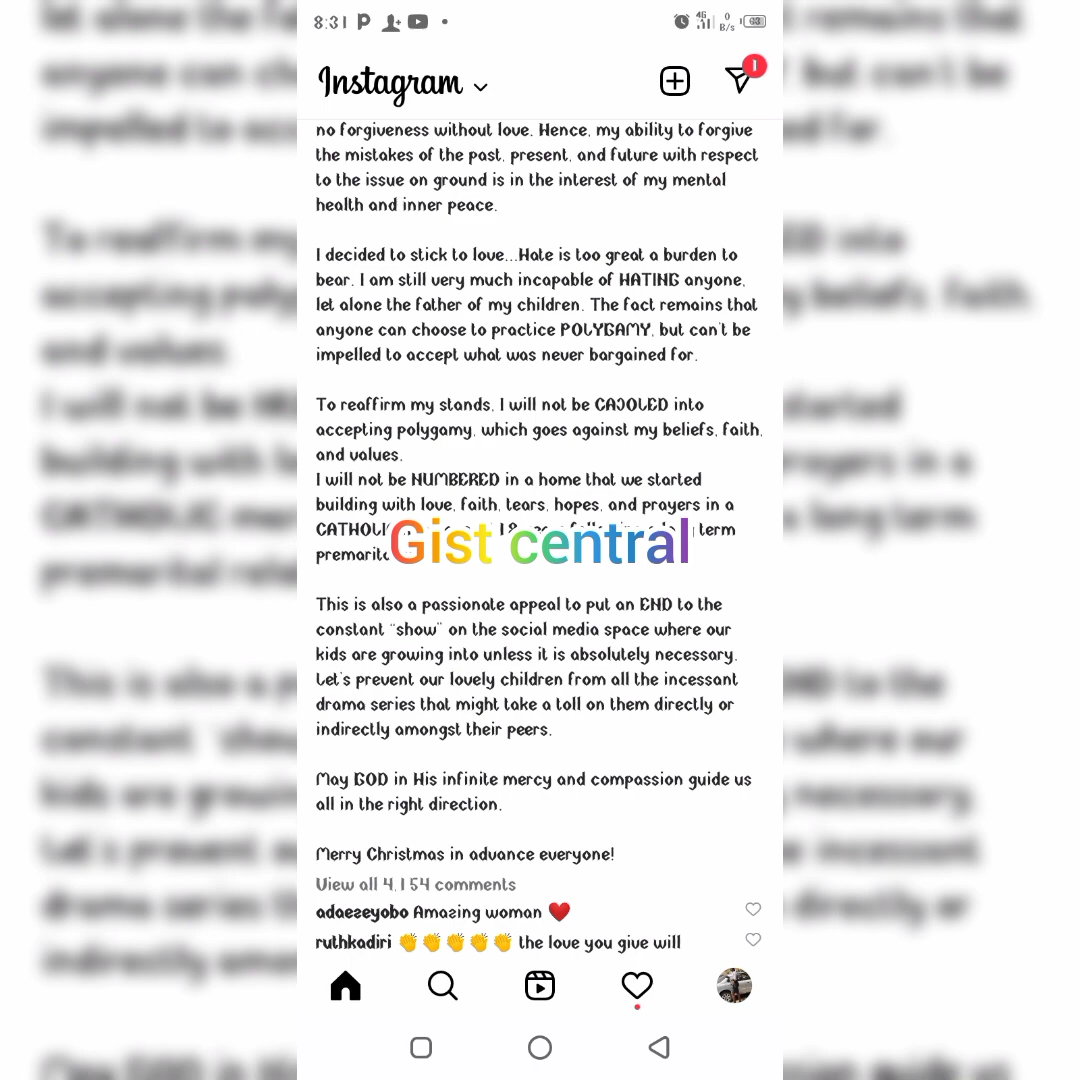 8:31
4G
0 B/s
63
Instagram
1
no forgiveness without love. Hence, my ability to forgive
the mistakes of the past, present, and future with respect
to the issue on ground is in the interest of my mental
health and inner peace.
I decided to stick to love...Hate is too great a burden to
bear. I am still very much incapable of HATING anyone,
let alone the father of my children. The fact remains that
anyone can choose to practice POLYGAMY, but can't be
impelled to accept what was never bargained for.
To reaffirm my stands, I will not be CAJOLED into
accepting polygamy, which goes against my beliefs, faith,
and values.
I will not be NUMBERED in a home that we started
building with love, faith, tears, hopes, and prayers in a
CATHOLIC term
Gist central
This is also a passionate appeal to put an END to the
constant "show" on the social media space where our
kids are growing into unless it is absolutely necessary.
Let's prevent our lovely children from all the incessant
drama series that might take a toll on them directly or
indirectly amongst their peers.
May GOD in His infinite mercy and compassion guide us
all in the right direction.
Merry Christmas in advance everyone!
View all 4,154 comments
adaezeyobo Amazing woman ❤️
ruthkadiri 👏👏👏👏👏 the love you give will